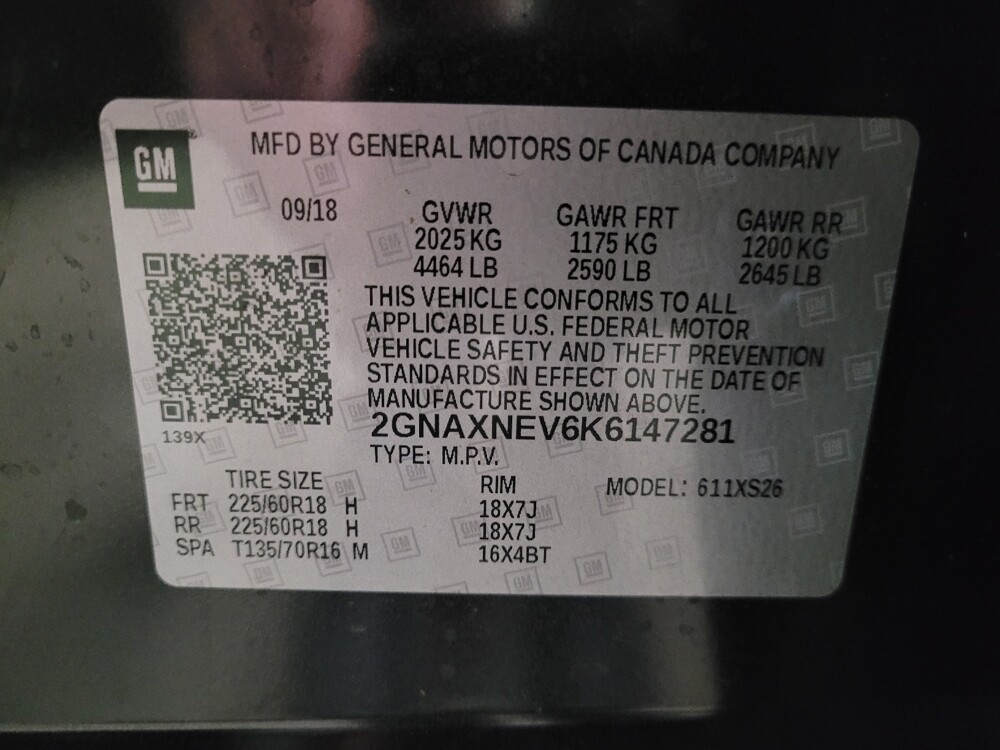 GM
MFD BY GENERAL MOTORS OF CANADA COMPANY
09/18 GVWR GAWR FRT GAWR RR
2025 KG 1175 KG 1200 KG
4464 LB 2590 LB 2645 LB
THIS VEHICLE CONFORMS TO ALL
APPLICABLE U.S. FEDERAL MOTOR
VEHICLE SAFETY AND THEFT PREVENTION
STANDARDS IN EFFECT ON THE DATE OF
MANUFACTURE SHOWN ABOVE.
139X 2GNAXNEV6K6147281
TYPE: M.P.V.
TIRE SIZE RIM MODEL: 611XS26
FRT 225/60R18 H 18X7J
RR 225/60R18 H 18X7J
SPA T135/70R16 M 16X4BT